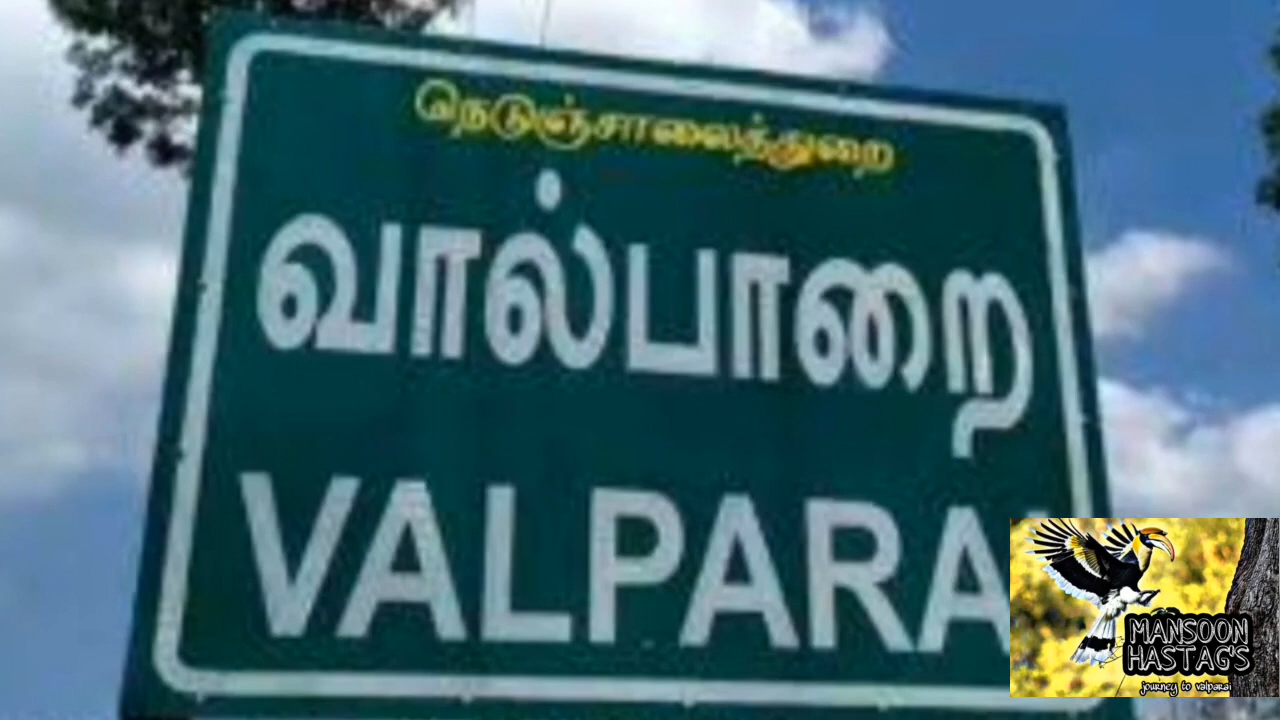 நெடுஞ்சாலைத்துறை
வால்பாறை
VALPARAI
MANSOON
HASTAG'S
journey to valparai